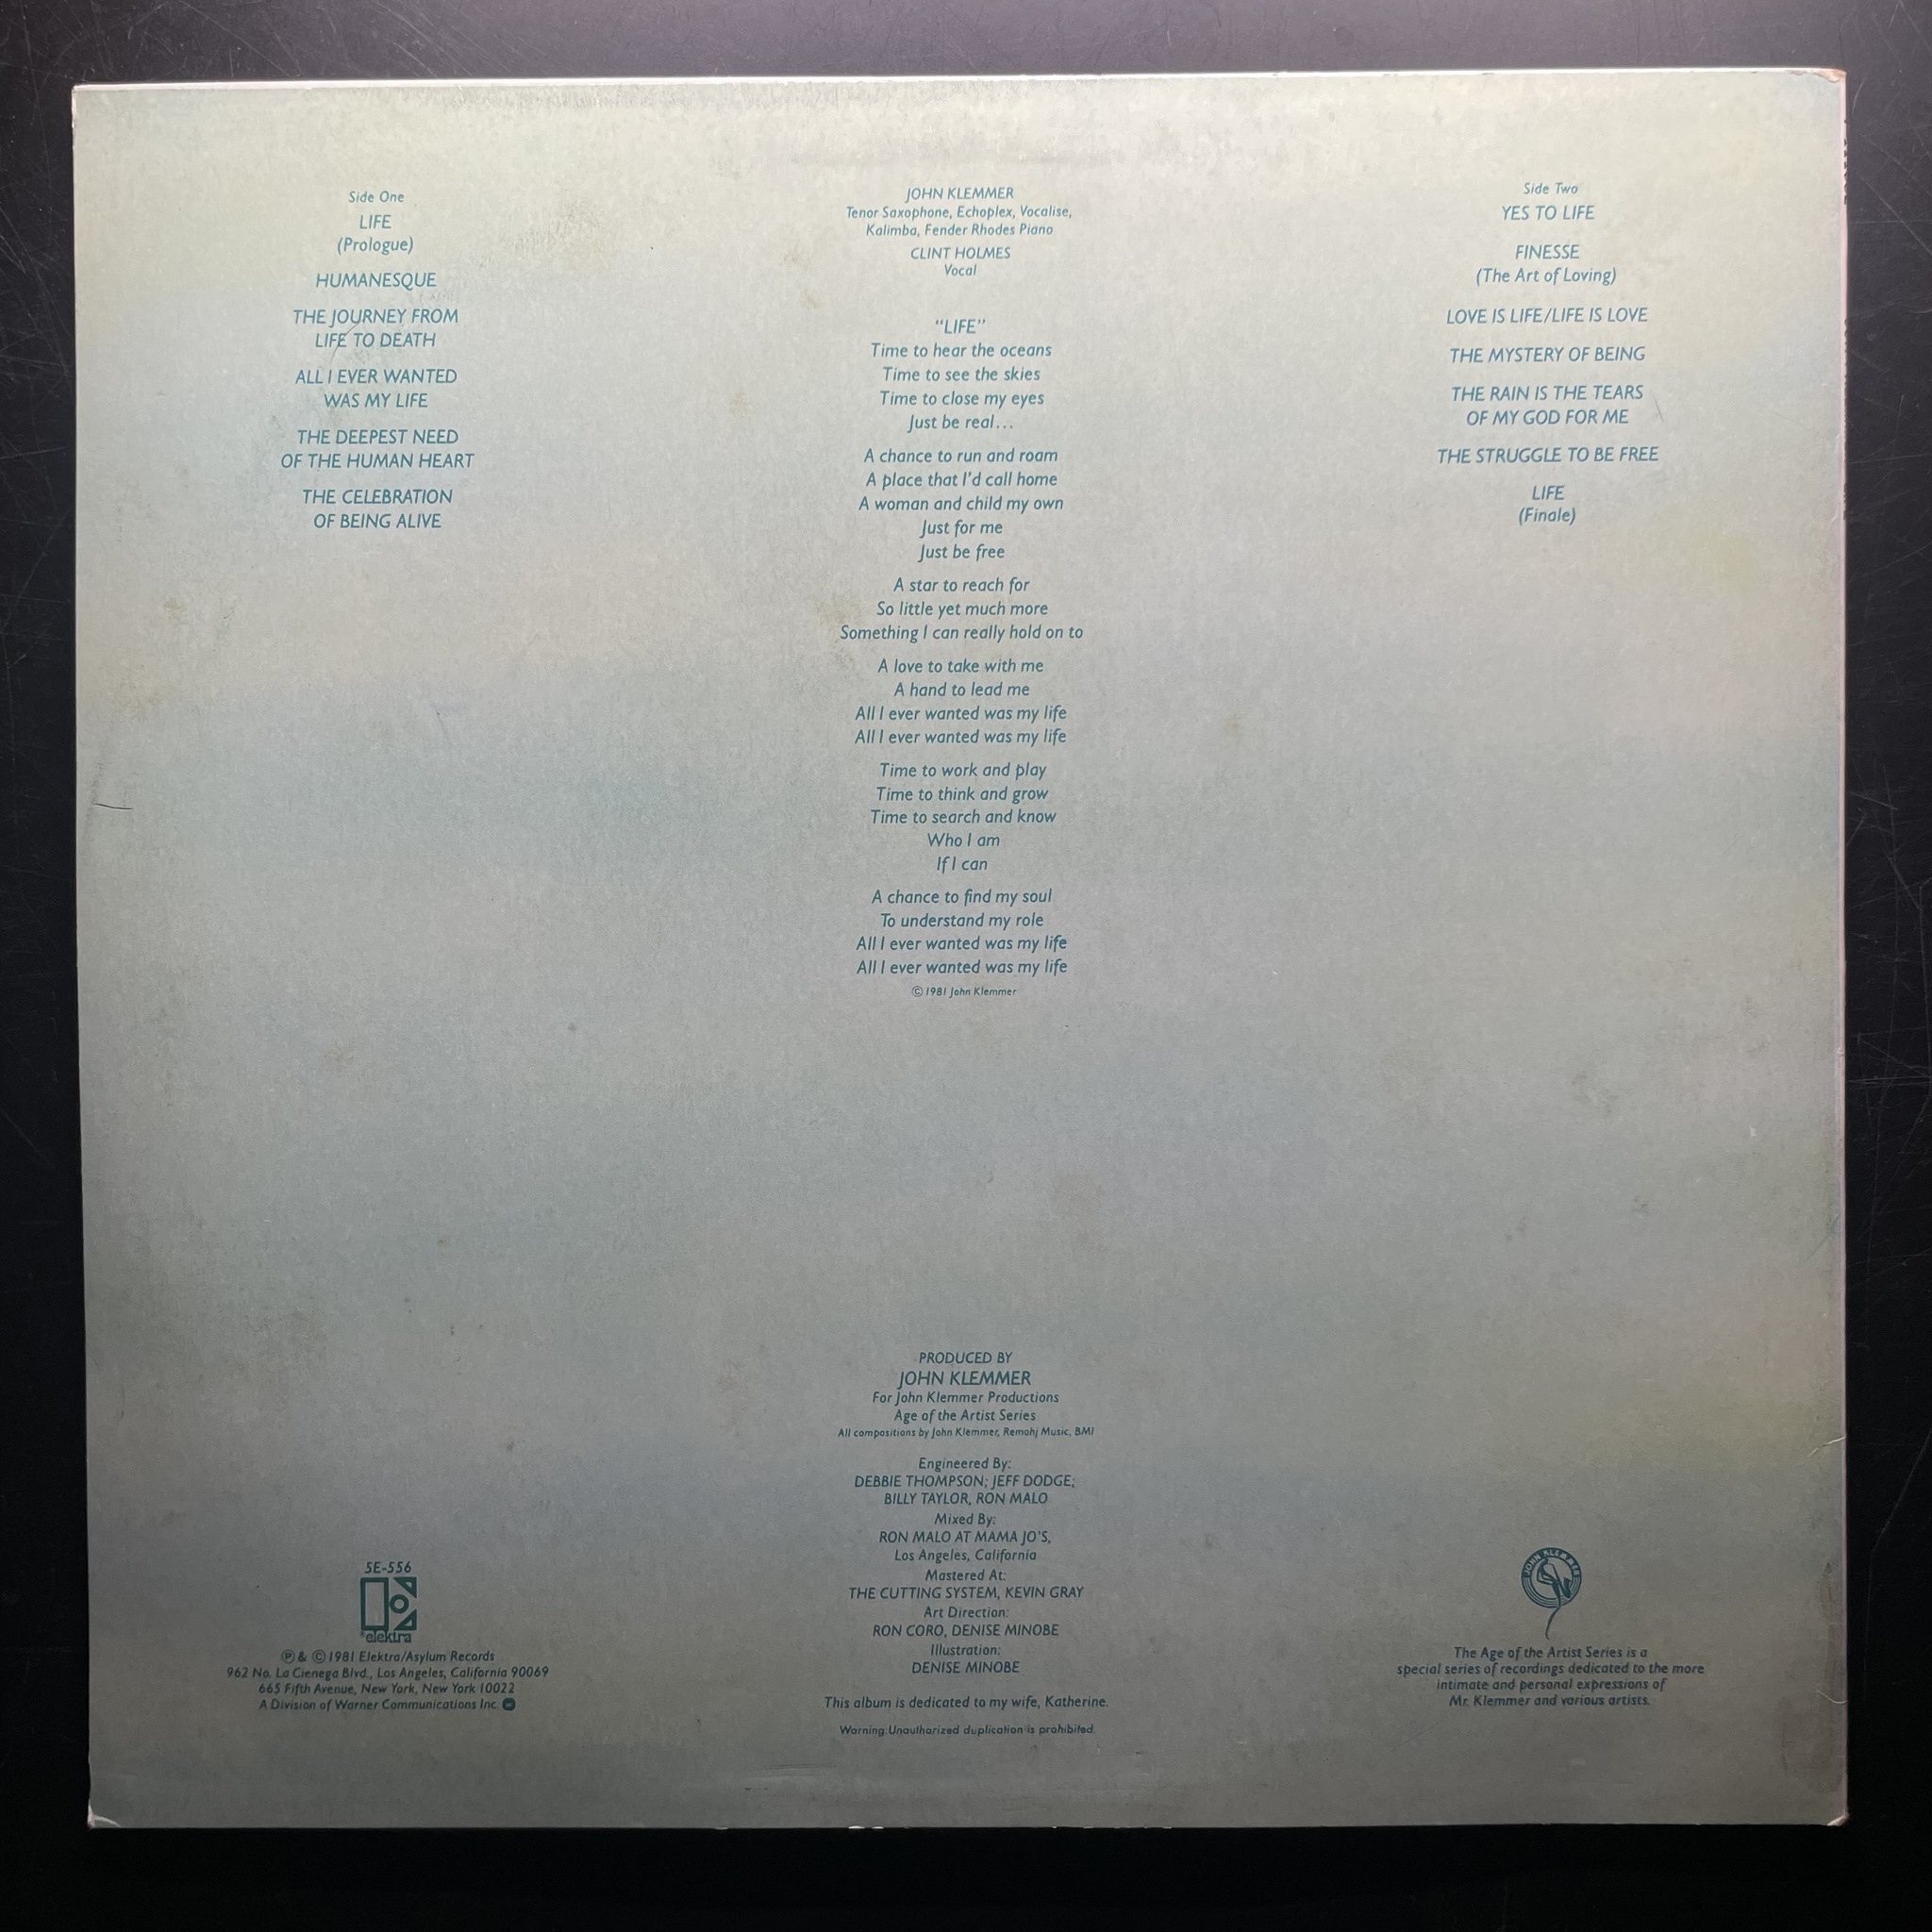 Side One
LIFE
(Prologue)
HUMANESQUE
THE JOURNEY FROM
LIFE TO DEATH
ALL I EVER WANTED
WAS MY LIFE
THE DEEPEST NEED
OF THE HUMAN HEART
THE CELEBRATION
OF BEING ALIVE
JOHN KLEMMER
Tenor Saxophone, Echoplex, Vocalise,
Kalimba, Fender Rhodes Piano
CLINT HOLMES
Vocal
“LIFE”
Time to hear the oceans
Time to see the skies
Time to close my eyes
Just be real...
A chance to run and roam
A place that I'd call home
A woman and child my own
Just for me
Just be free
A star to reach for
So little yet much more
Something I can really hold on to
A love to take with me
A hand to lead me
All I ever wanted was my life
All I ever wanted was my life
Time to work and play
Time to think and grow
Time to search and know
Who I am
If I can
A chance to find my soul
To understand my role
All I ever wanted was my life
All I ever wanted was my life
© 1981 John Klemmer
Side Two
YES TO LIFE
FINESSE
(The Art of Loving)
LOVE IS LIFE/LIFE IS LOVE
THE MYSTERY OF BEING
THE RAIN IS THE TEARS
OF MY GOD FOR ME
THE STRUGGLE TO BE FREE
LIFE
(Finale)
PRODUCED BY
JOHN KLEMMER
For John Klemmer Productions
Age of the Artist Series
All compositions by John Klemmer, Remohj Music, BMI
Engineered By:
DEBBIE THOMPSON; JEFF DODGE;
BILLY TAYLOR, RON MALO
Mixed By:
RON MALO AT MAMA JO'S,
Los Angeles, California
Mastered At:
THE CUTTING SYSTEM, KEVIN GRAY
Art Direction:
RON CORO, DENISE MINOBE
Illustration:
DENISE MINOBE
This album is dedicated to my wife, Katherine.
Warning: Unauthorized duplication is prohibited.
5E-556
elektra
℗ & © 1981 Elektra/Asylum Records
962 No. La Cienega Blvd., Los Angeles, California 90069
665 Fifth Avenue, New York, New York 10022
A Division of Warner Communications Inc.
JOHN KLEMMER
The Age of the Artist Series is a
special series of recordings dedicated to the more
intimate and personal expressions of
Mr. Klemmer and various artists.